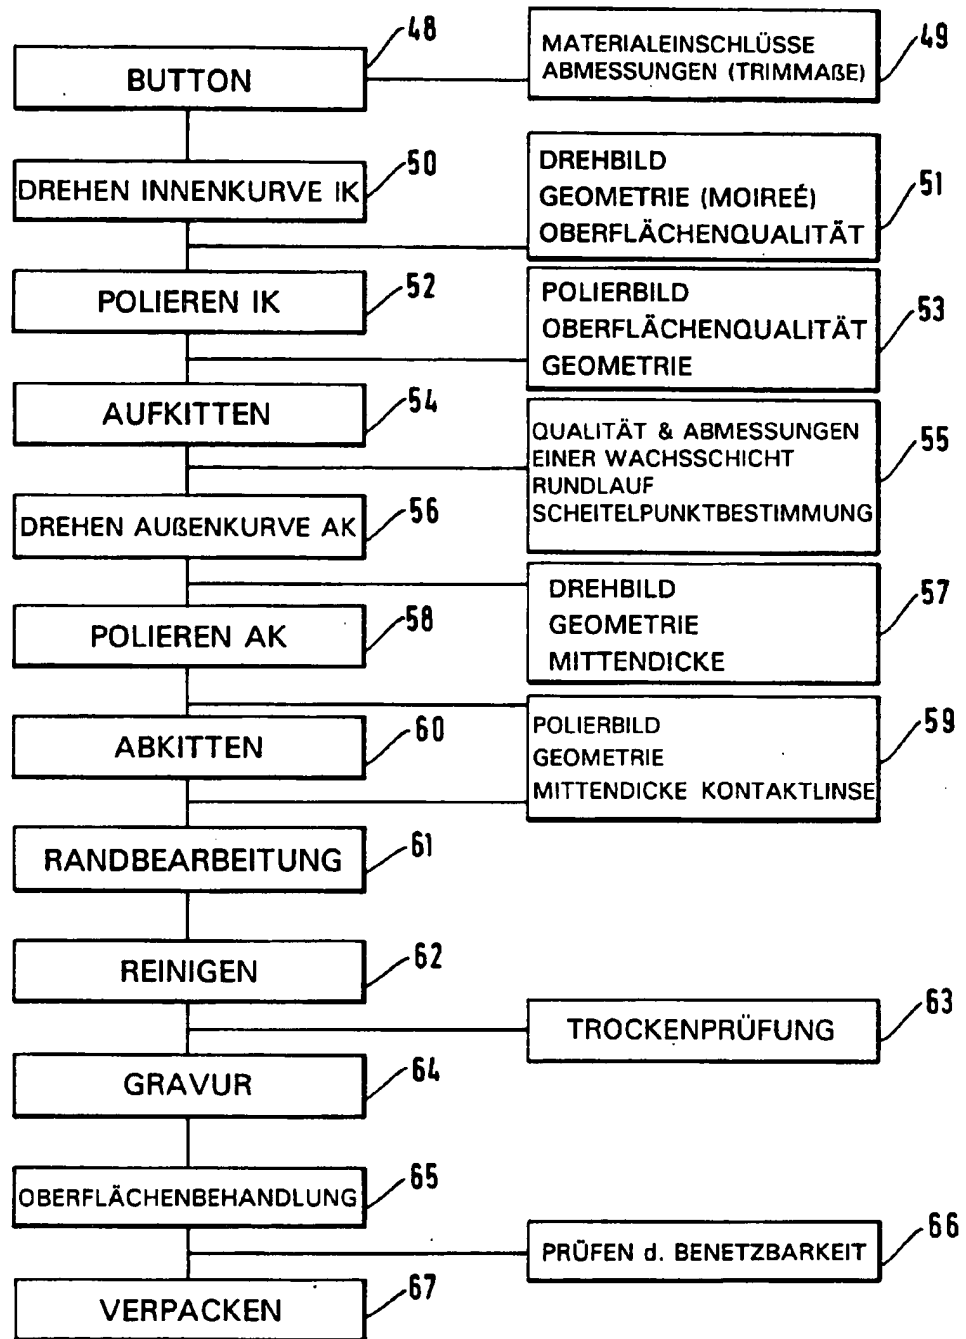 48
BUTTON
49
MATERIALEINSCHLÜSSE
ABMESSUNGEN (TRIMMAßE)
50
DREHEN INNENKURVE IK
51
DREHBILD
GEOMETRIE (MOIREÉ)
OBERFLÄCHENQUALITÄT
52
POLIEREN IK
53
POLIERBILD
OBERFLÄCHENQUALITÄT
GEOMETRIE
54
AUFKITTEN
55
QUALITÄT & ABMESSUNGEN
EINER WACHSSCHICHT
RUNDLAUF
SCHEITELPUNKTBESTIMMUNG
56
DREHEN AUßENKURVE AK
57
DREHBILD
GEOMETRIE
MITTENDICKE
58
POLIEREN AK
59
POLIERBILD
GEOMETRIE
MITTENDICKE KONTAKTLINSE
60
ABKITTEN
61
RANDBEARBEITUNG
62
REINIGEN
63
TROCKENPRÜFUNG
64
GRAVUR
65
OBERFLÄCHENBEHANDLUNG
66
PRÜFEN d. BENETZBARKEIT
67
VERPACKEN